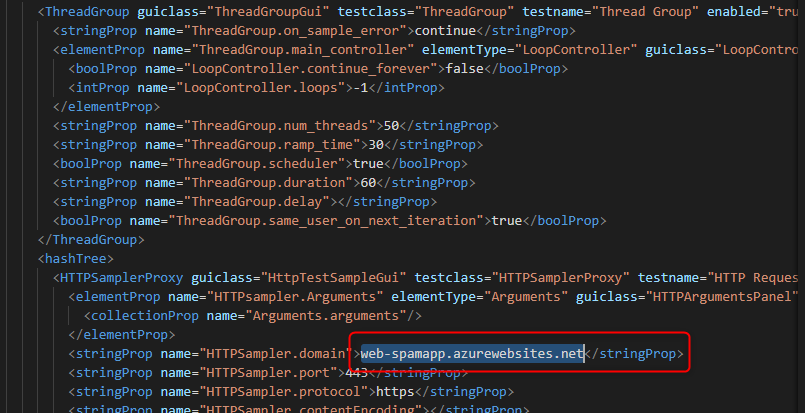 <ThreadGroup guiclass="ThreadGroupGui" testclass="ThreadGroup" testname="Thread Group" enabled="tru
<stringProp name="ThreadGroup.on_sample_error">continue</stringProp>
<elementProp name="ThreadGroup.main_controller" elementType="LoopController" guiclass="LoopContro
<boolProp name="LoopController.continue_forever">false</boolProp>
<intProp name="LoopController.loops">-1</intProp>
</elementProp>
<stringProp name="ThreadGroup.num_threads">50</stringProp>
<stringProp name="ThreadGroup.ramp_time">30</stringProp>
<boolProp name="ThreadGroup.scheduler">true</boolProp>
<stringProp name="ThreadGroup.duration">60</stringProp>
<stringProp name="ThreadGroup.delay"></stringProp>
<boolProp name="ThreadGroup.same_user_on_next_iteration">true</boolProp>
</ThreadGroup>
<hashTree>
<HTTPSamplerProxy guiclass="HttpTestSampleGui" testclass="HTTPSamplerProxy" testname="HTTP Reques
<elementProp name="HTTPsampler.Arguments" elementType="Arguments" guiclass="HTTPArgumentsPanel"
<collectionProp name="Arguments.arguments"/>
</elementProp>
<stringProp name="HTTPSampler.domain">web-spamapp.azurewebsites.net</stringProp>
<stringProp name="HTTPSampler.port">443</stringProp>
<stringProp name="HTTPSampler.protocol">https</stringProp>
<stringProp name="HTTPSampler.contentEncoding"></stringProp>